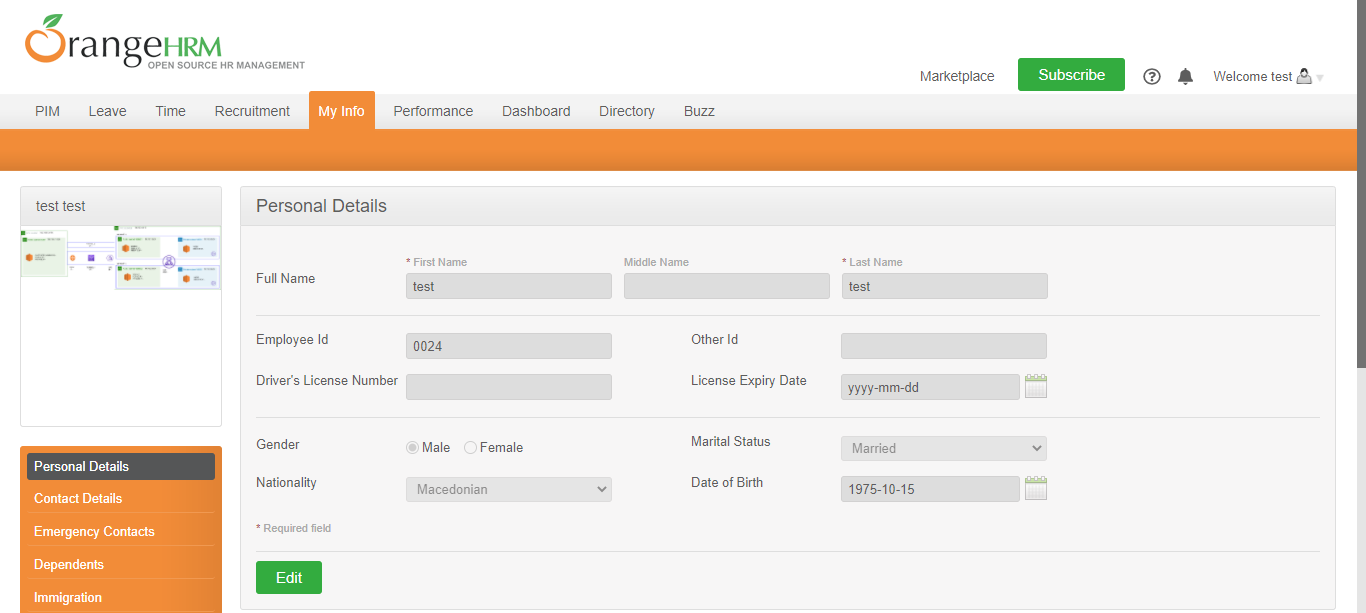 OrangeHRM
OPEN SOURCE HR MANAGEMENT
Marketplace Subscribe Welcome test
PIM Leave Time Recruitment My Info Performance Dashboard Directory Buzz
test test
Personal Details
Full Name
* First Name Middle Name * Last Name
test test
Employee Id 0024 Other Id
Driver's License Number License Expiry Date yyyy-mm-dd
Gender Male Female Marital Status Married
Nationality Macedonian Date of Birth 1975-10-15
* Required field
Edit
Personal Details
Contact Details
Emergency Contacts
Dependents
Immigration